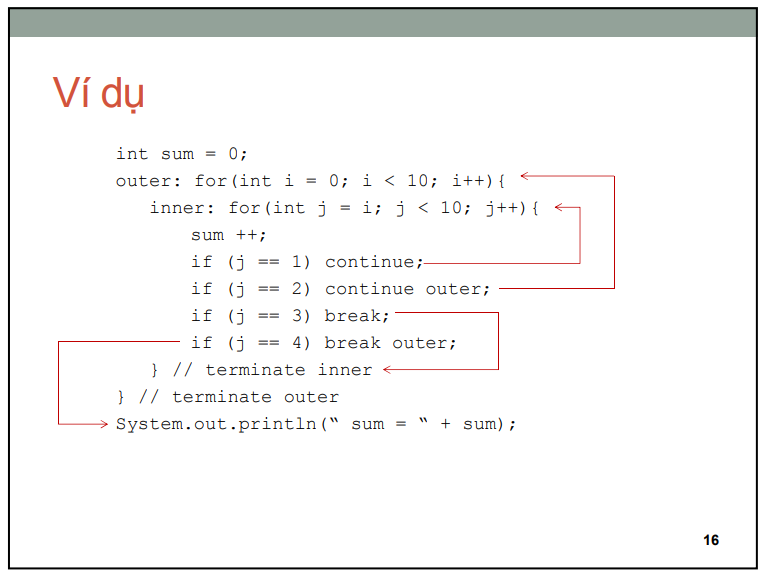 Ví dụ
int sum = 0;
outer: for(int i = 0; i < 10; i++){
inner: for(int j = i; j < 10; j++){
sum ++;
if (j == 1) continue;
if (j == 2) continue outer;
if (j == 3) break;
if (j == 4) break outer;
} // terminate inner
} // terminate outer
System.out.println(“ sum = “ + sum);
16